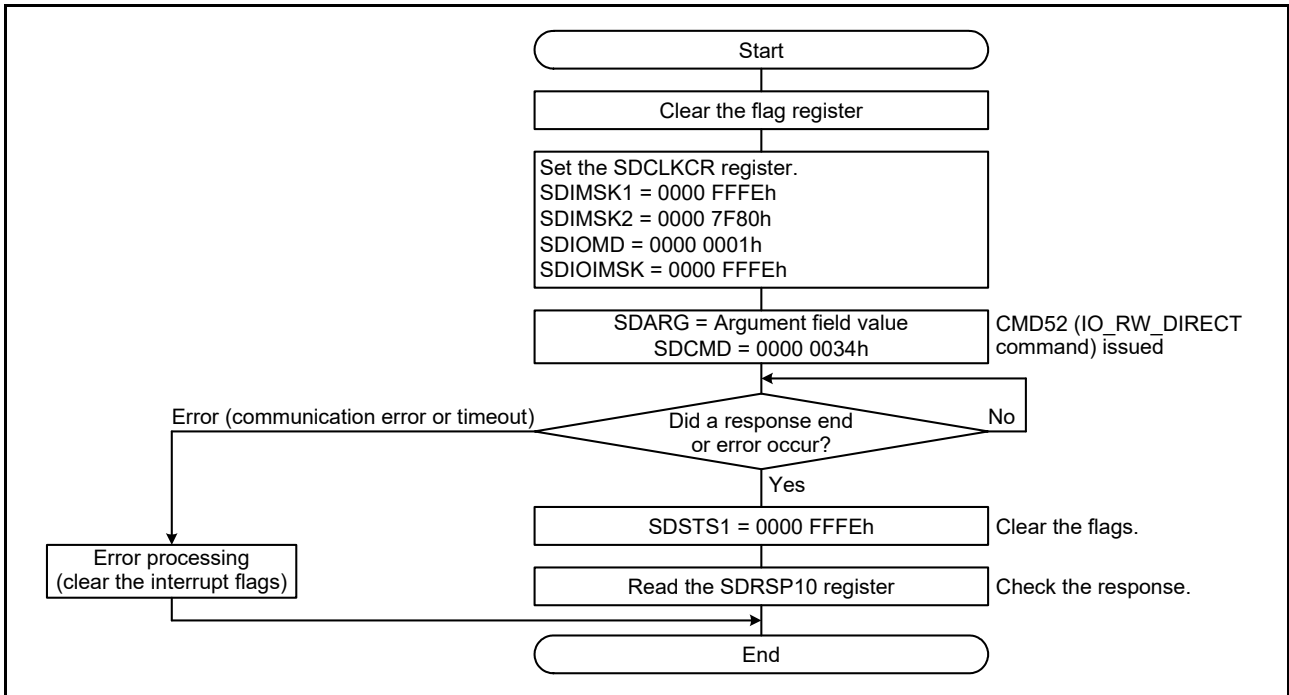 Start
Clear the flag register
Set the SDCLKCR register.
SDIMSK1 = 0000 FFFEh
SDIMSK2 = 0000 7F80h
SDIOMD = 0000 0001h
SDIOIMSK = 0000 FFFEh
SDARG = Argument field value
SDCMD = 0000 0034h
CMD52 (IO_RW_DIRECT
command) issued
Error (communication error or timeout)
Did a response end
or error occur?
No
Yes
SDSTS1 = 0000 FFFEh
Clear the flags.
Error processing
(clear the interrupt flags)
Read the SDRSP10 register
Check the response.
End